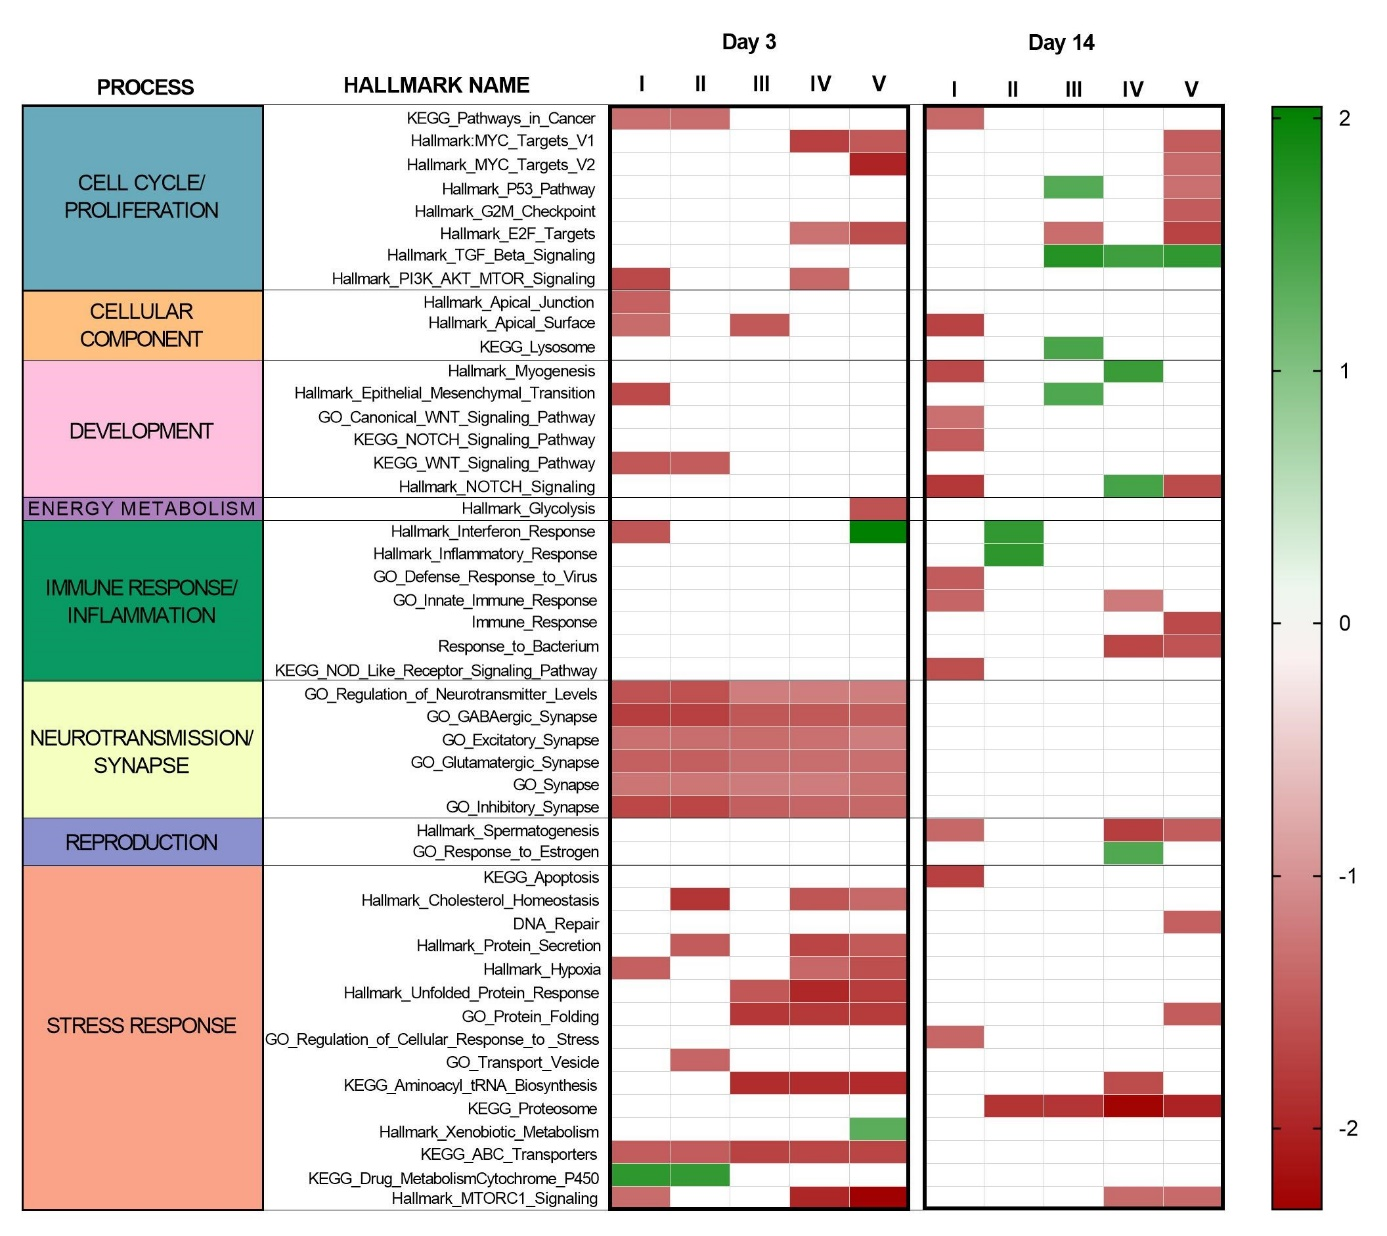 Day 3
Day 14
PROCESS
HALLMARK NAME
I II III IV V
I II III IV V
CELL CYCLE/
PROLIFERATION
KEGG_Pathways_in_Cancer
Hallmark:MYC_Targets_V1
Hallmark_MYC_Targets_V2
Hallmark_P53_Pathway
Hallmark_G2M_Checkpoint
Hallmark_E2F_Targets
Hallmark_TGF_Beta_Signaling
Hallmark_PI3K_AKT_MTOR_Signaling
CELLULAR
COMPONENT
Hallmark_Apical_Junction
Hallmark_Apical_Surface
KEGG_Lysosome
DEVELOPMENT
Hallmark_Myogenesis
Hallmark_Epithelial_Mesenchymal_Transition
GO_Canonical_WNT_Signaling_Pathway
KEGG_NOTCH_Signaling_Pathway
KEGG_WNT_Signaling_Pathway
Hallmark_NOTCH_Signaling
ENERGY METABOLISM
Hallmark_Glycolysis
IMMUNE RESPONSE/
INFLAMMATION
Hallmark_Interferon_Response
Hallmark_Inflammatory_Response
GO_Defense_Response_to_Virus
GO_Innate_Immune_Response
Immune_Response
Response_to_Bacterium
KEGG_NOD_Like_Receptor_Signaling_Pathway
NEUROTRANSMISSION/
SYNAPSE
GO_Regulation_of_Neurotransmitter_Levels
GO_GABAergic_Synapse
GO_Excitatory_Synapse
GO_Glutamatergic_Synapse
GO_Synapse
GO_Inhibitory_Synapse
REPRODUCTION
Hallmark_Spermatogenesis
GO_Response_to_Estrogen
STRESS RESPONSE
KEGG_Apoptosis
Hallmark_Cholesterol_Homeostasis
DNA_Repair
Hallmark_Protein_Secretion
Hallmark_Hypoxia
Hallmark_Unfolded_Protein_Response
GO_Protein_Folding
GO_Regulation_of_Cellular_Response_to _Stress
GO_Transport_Vesicle
KEGG_Aminoacyl_tRNA_Biosynthesis
KEGG_Proteosome
Hallmark_Xenobiotic_Metabolism
KEGG_ABC_Transporters
KEGG_Drug_MetabolismCytochrome_P450
Hallmark_MTORC1_Signaling
2
1
0
-1
-2